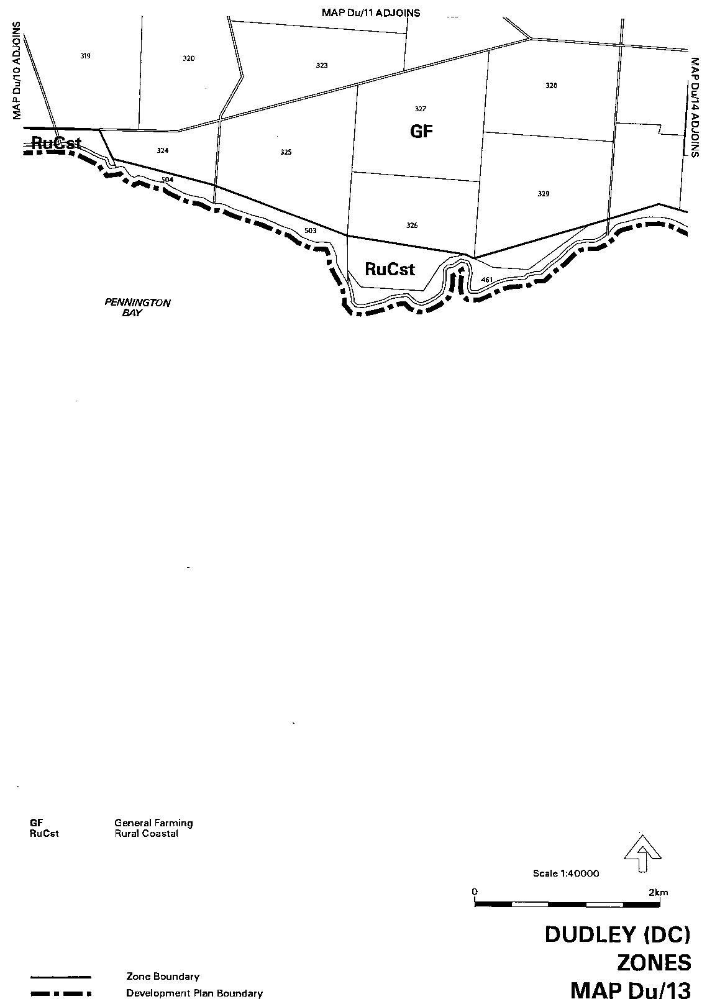 MAP Du/11 ADJOINS
MAP Du/10 ADJOINS
MAP Du/14 ADJOINS
319
320
323
328
327
GF
RuCst
324
325
504
329
326
503
RuCst
461
PENNINGTON
BAY
GF General Farming
RuCst Rural Coastal
Scale 1:40000
0 2km
DUDLEY (DC)
ZONES
MAP Du/13
Zone Boundary
Development Plan Boundary